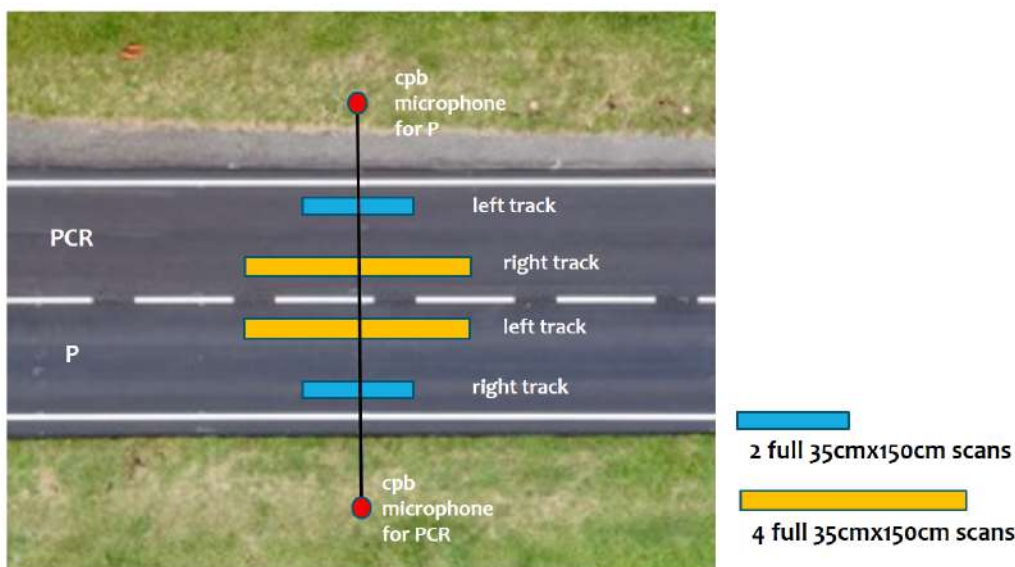 cpb
microphone
for P
left track
PCR
right track
left track
P
right track
2 full 35cmx150cm scans
cpb
microphone
for PCR
4 full 35cmx150cm scans